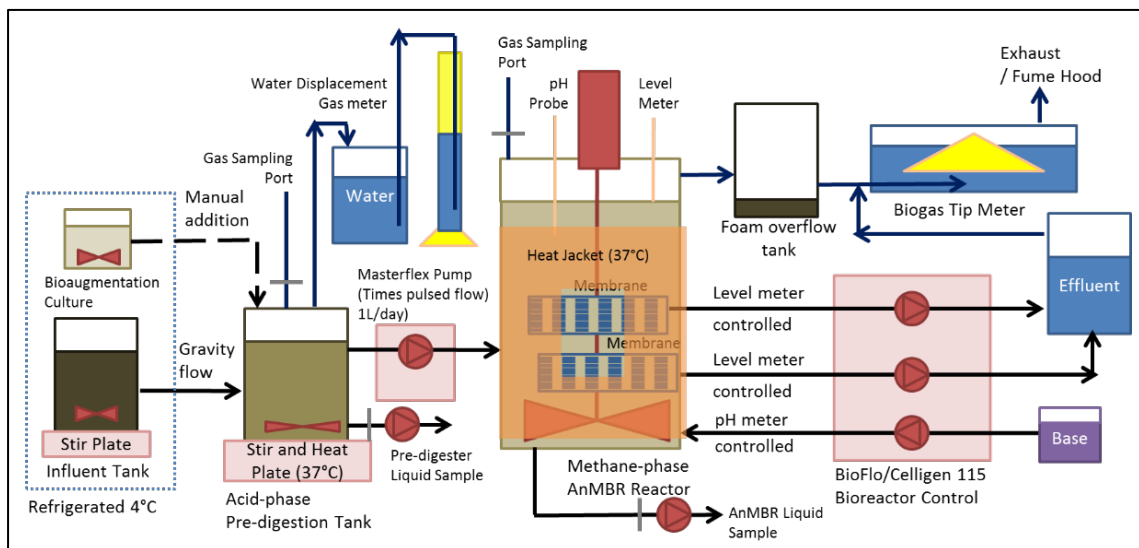 Gas Sampling
Port
Exhaust
/ Fume Hood
Water Displacement
Gas meter
pH
Probe
Level
Meter
Gas Sampling
Port
Water
Biogas Tip Meter
Manual
addition
Foam overflow
tank
Heat Jacket (37°C)
Bioaugmentation
Culture
Masterflex Pump
(Times pulsed flow)
1L/day)
Membrane
Level meter
controlled
Effluent
Gravity
flow
Membrane
Level meter
controlled
Stir Plate
Influent Tank
Refrigerated 4°C
Stir and Heat
Plate (37°C)
Acid-phase
Pre-digestion Tank
Pre-digester
Liquid Sample
pH meter
controlled
Base
Methane-phase
AnMBR Reactor
BioFlo/Celligen 115
Bioreactor Control
AnMBR Liquid
Sample